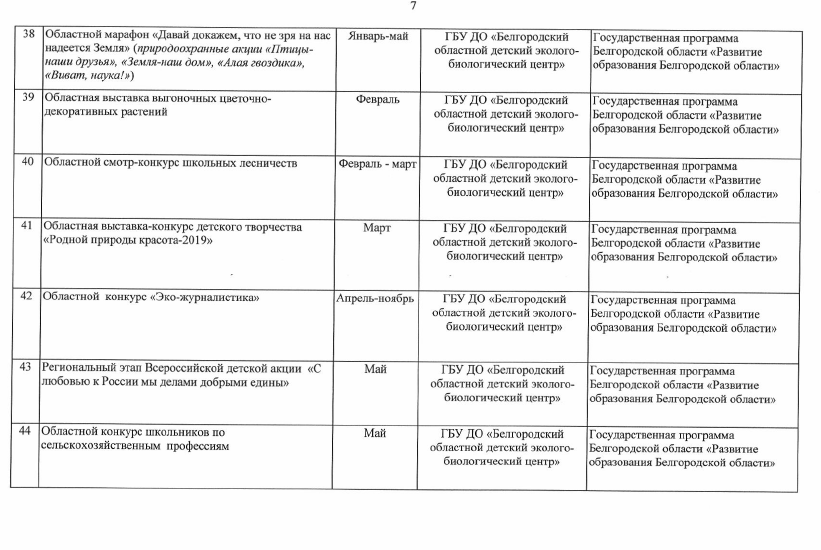 7
38 Областной марафон «Давай докажем, что не зря на нас Январь-май ГБУ ДО «Белгородский Государственная программа
надеется Земля» (природоохранные акции «Птицы- областной детский эколого- Белгородской области «Развитие
наши друзья», «Земля-наш дом», «Алая гвоздика», биологический центр» образования Белгородской области»
«Виват, наука!»)
39 Областная выставка выгоночных цветочно- Февраль ГБУ ДО «Белгородский Государственная программа
декоративных растений областной детский эколого- Белгородской области «Развитие
биологический центр» образования Белгородской области»
40 Областной смотр-конкурс школьных лесничеств Февраль - март ГБУ ДО «Белгородский Государственная программа
областной детский эколого- Белгородской области «Развитие
биологический центр» образования Белгородской области»
41 Областная выставка-конкурс детского творчества Март ГБУ ДО «Белгородский Государственная программа
«Родной природы красота-2019» областной детский эколого- Белгородской области «Развитие
биологический центр» образования Белгородской области»
42 Областной конкурс «Эко-журналистика» Апрель-ноябрь ГБУ ДО «Белгородский Государственная программа
областной детский эколого- Белгородской области «Развитие
биологический центр» образования Белгородской области»
43 Региональный этап Всероссийской детской акции «С Май ГБУ ДО «Белгородский Государственная программа
любовью к России мы делами добрыми едины» областной детский эколого- Белгородской области «Развитие
биологический центр» образования Белгородской области»
44 Областной конкурс школьников по Май ГБУ ДО «Белгородский Государственная программа
сельскохозяйственным профессиям областной детский эколого- Белгородской области «Развитие
биологический центр» образования Белгородской области»